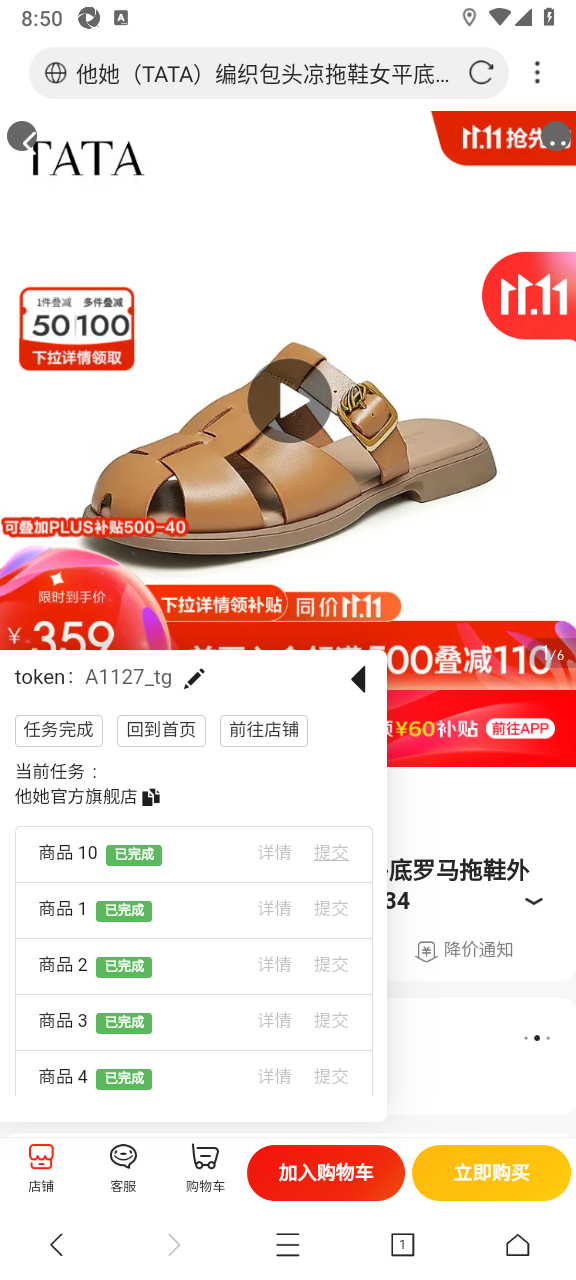 8:50
他她（TATA）编织包头凉拖鞋女平底...
TATA
11.11抢先
1件叠减 多件叠减
50 100
下拉详情领取
11.11
可叠加PLUS补贴500-40
限时到手价
¥359
下拉详情领补贴 同价11.11
00叠减110
1/6
token： A1127_tg
¥60补贴 前往APP
任务完成 回到首页 前往店铺
当前任务：
他她官方旗舰店
商品 10 已完成 详情 提交
底罗马拖鞋外
34
商品 1 已完成 详情 提交
降价通知
商品 2 已完成 详情 提交
商品 3 已完成 详情 提交
商品 4 已完成 详情 提交
店铺 客服 购物车 加入购物车 立即购买
1